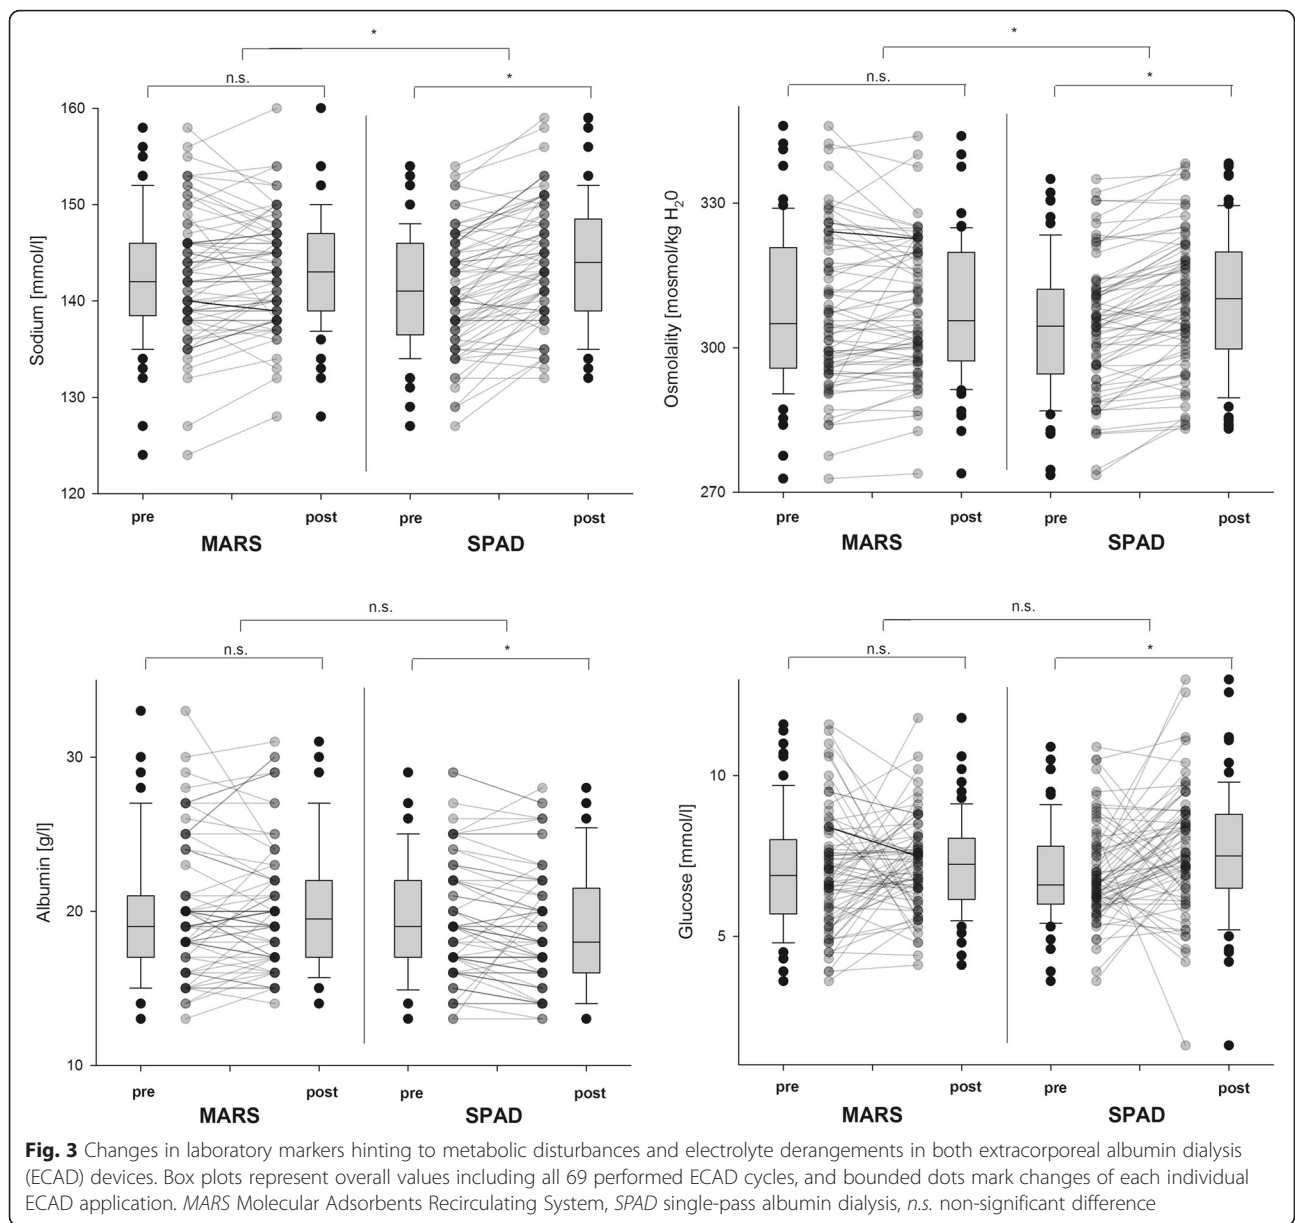 *
*
n.s.
*
n.s.
*
160
150
140
130
120
Sodium [mmol/l]
pre
post
pre
post
MARS
SPAD
330
300
270
Osmolality [mosmol/kg H20]
pre
post
pre
post
MARS
SPAD
n.s.
n.s.
n.s.
*
n.s.
*
30
20
10
Albumin [g/l]
pre
post
pre
post
MARS
SPAD
10
5
Glucose [mmol/l]
pre
post
pre
post
MARS
SPAD
Fig. 3 Changes in laboratory markers hinting to metabolic disturbances and electrolyte derangements in both extracorporeal albumin dialysis
(ECAD) devices. Box plots represent overall values including all 69 performed ECAD cycles, and bounded dots mark changes of each individual
ECAD application. MARS Molecular Adsorbents Recirculating System, SPAD single-pass albumin dialysis, n.s. non-significant difference